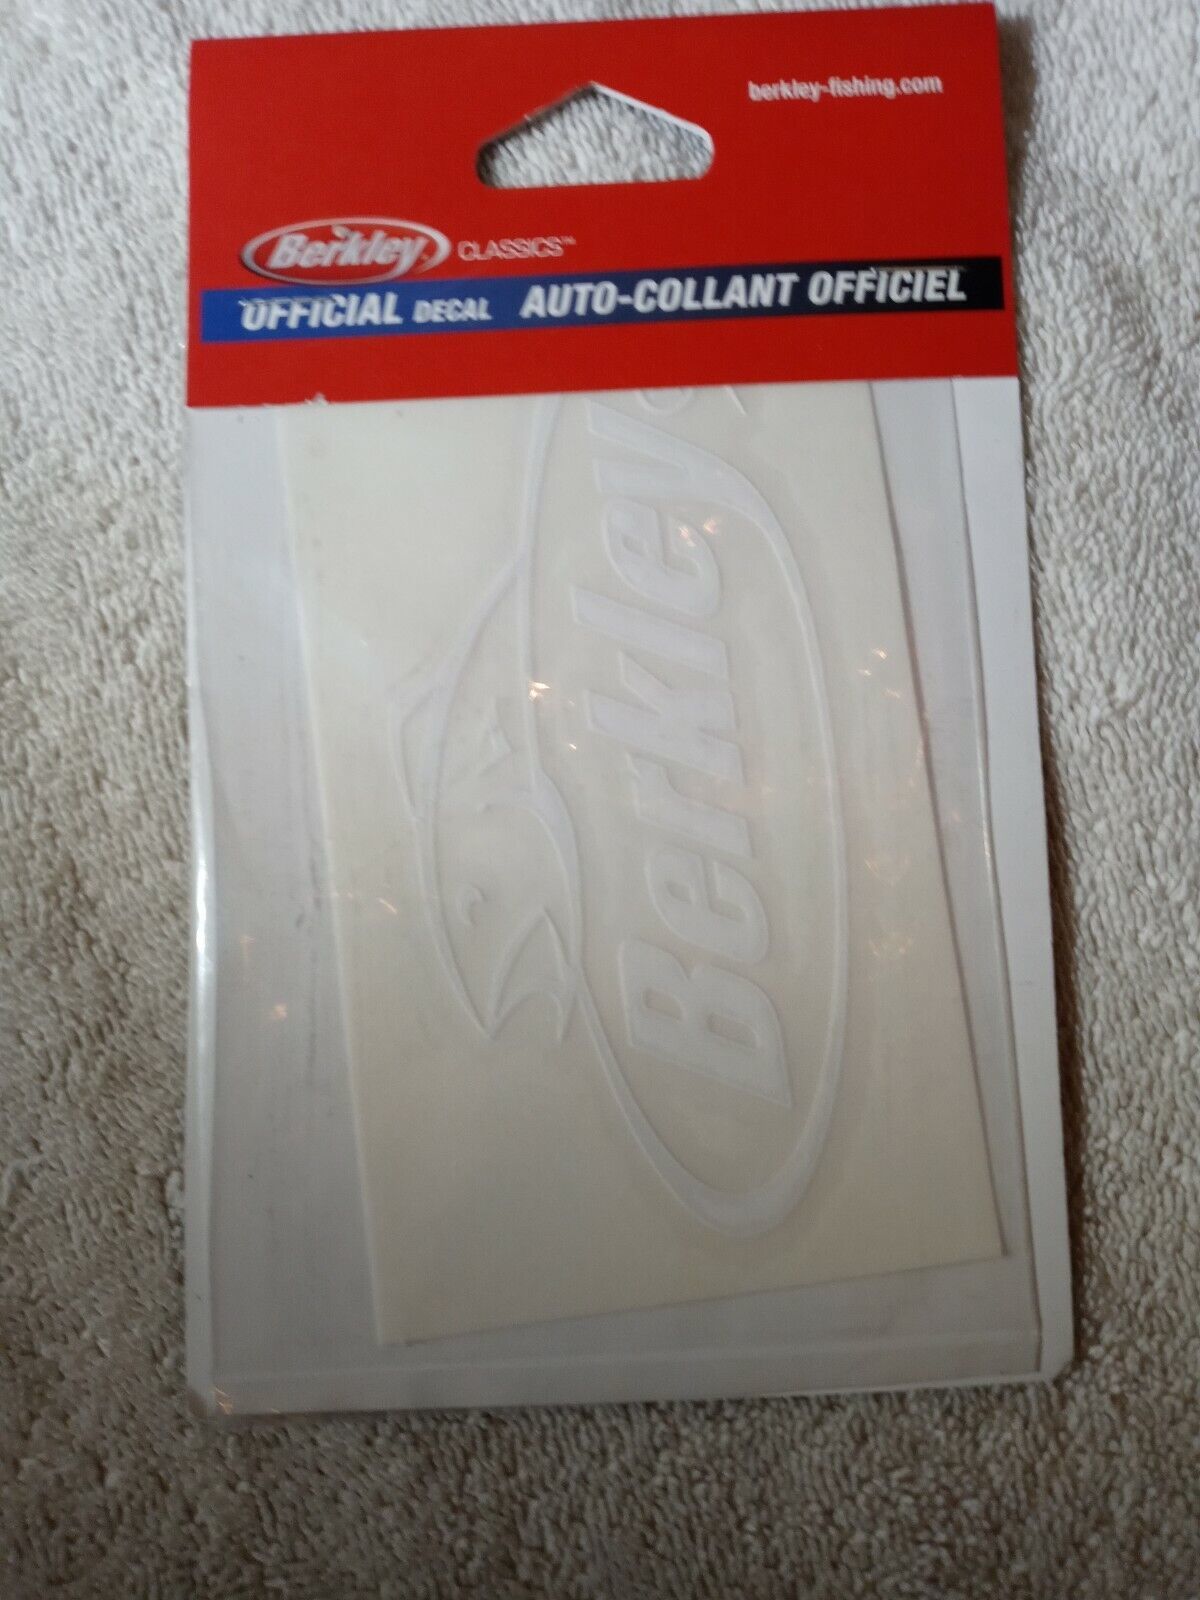 berkley-fishing.com
Berkley CLASSICS™
OFFICIAL DECAL AUTO-COLLANT OFFICIEL
Berkley